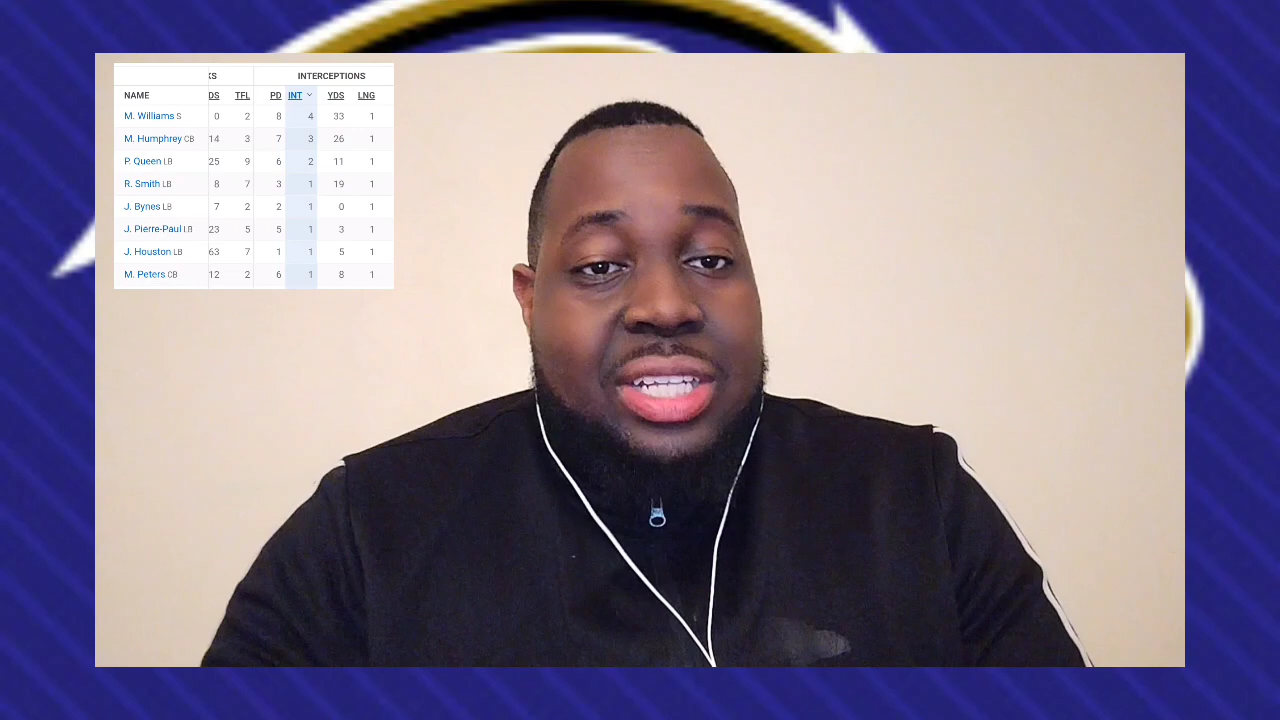 KS INTERCEPTIONS
NAME DS TFL PD INT YDS LNG
M. Williams S 0 2 8 4 33 1
M. Humphrey CB 14 3 7 3 26 1
P. Queen LB 25 9 6 2 11 1
R. Smith LB 8 7 3 1 19 1
J. Bynes LB 7 2 2 1 0 1
J. Pierre-Paul LB 23 5 5 1 3 1
J. Houston LB 63 7 1 1 5 1
M. Peters CB 12 2 6 1 8 1